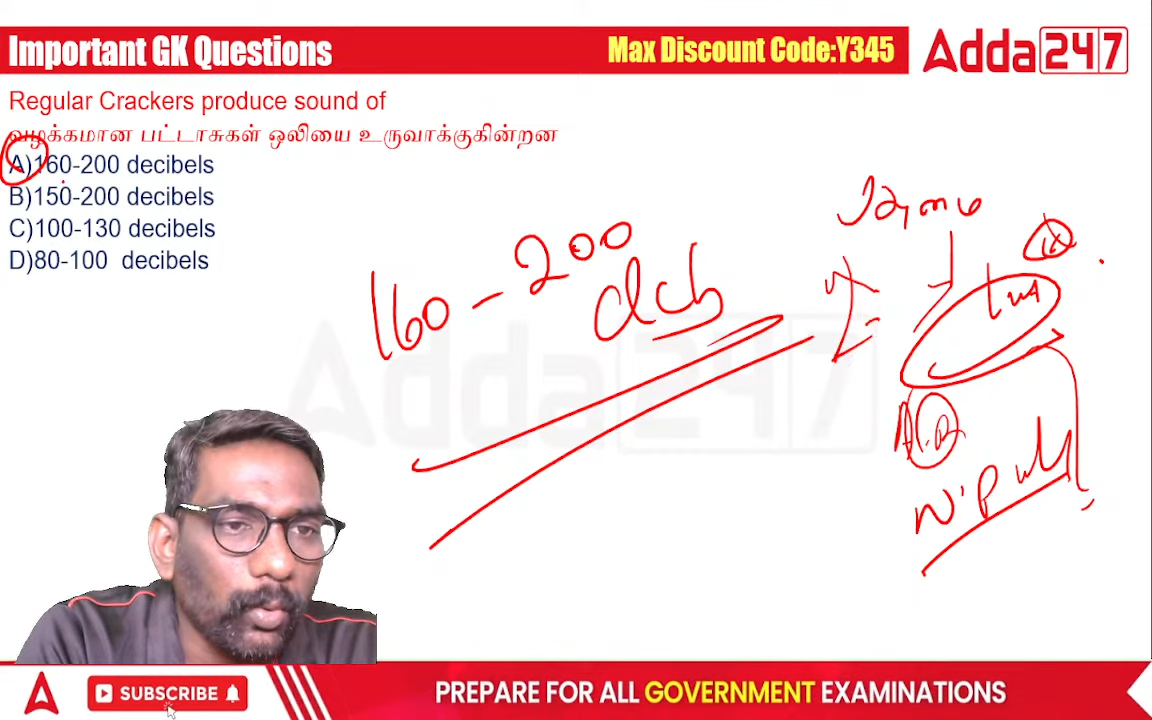 Important GK Questions
Max Discount Code:Y345
Adda247
Regular Crackers produce sound of
வழக்கமான பட்டாசுகள் ஒலியை உருவாக்குகின்றன
A)160-200 decibels
B)150-200 decibels
C)100-130 decibels
D)80-100 decibels
160-200
Adda247
SUBSCRIBE
PREPARE FOR ALL GOVERNMENT EXAMINATIONS